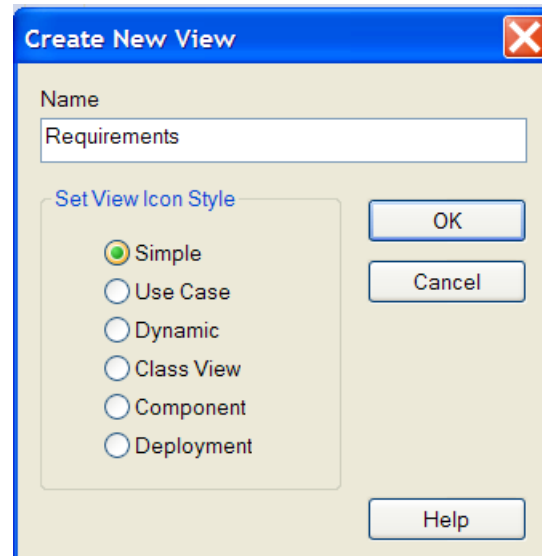 Create New View
Name
Requirements
Set View Icon Style
Simple
Use Case
Dynamic
Class View
Component
Deployment
OK
Cancel
Help